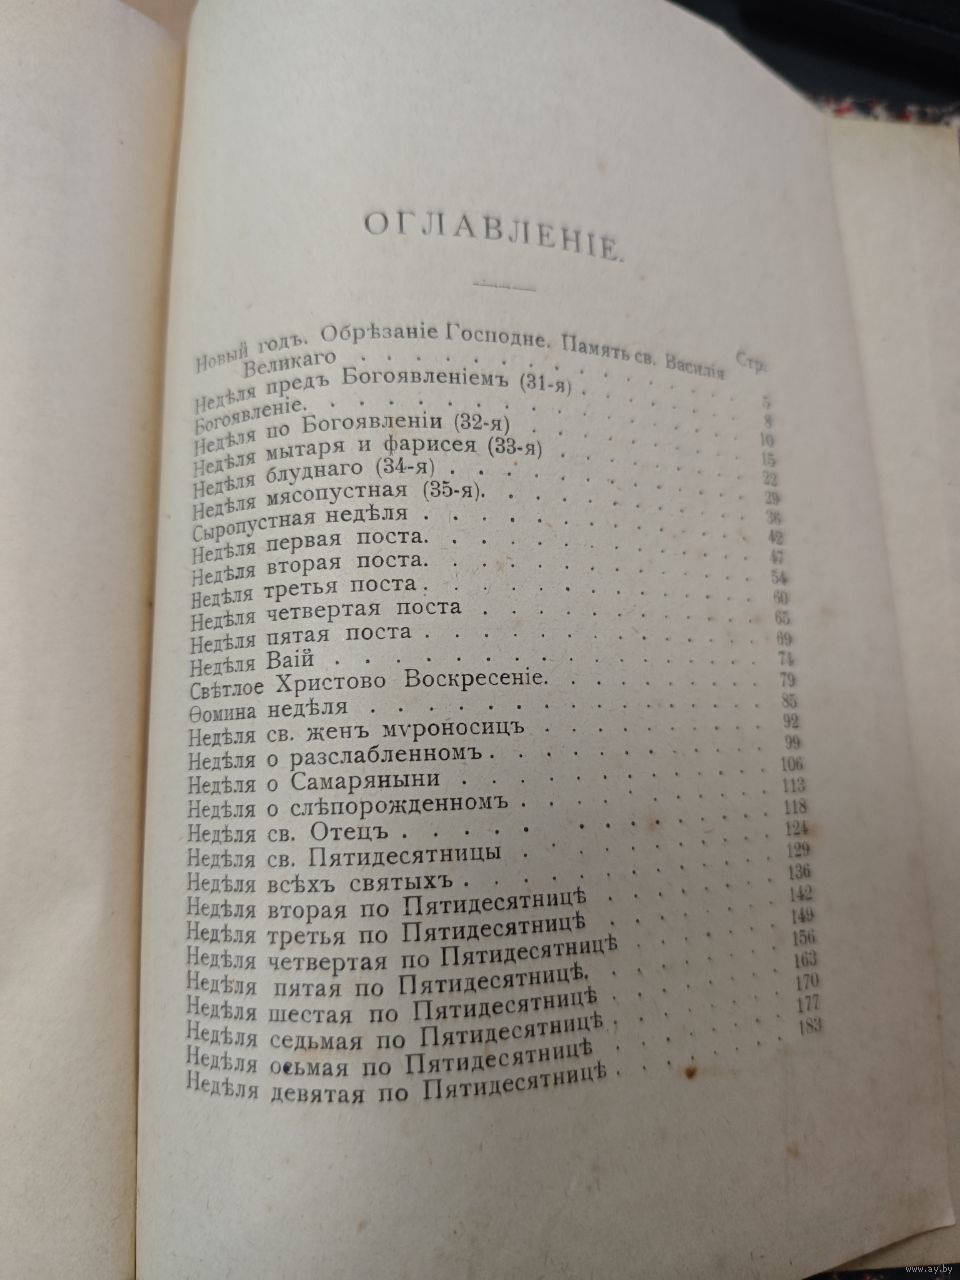 ОГЛАВЛЕНІЕ.
Стр.
Новый годъ. Обрѣзаніе Господне. Память св. Василія
Великаго . . . . . . . . . . 5
Недѣля предъ Богоявленіемъ (31-я) . . . . . . 8
Богоявленіе. . . . . . . . . . . 10
Недѣля по Богоявленіи (32-я) . . . . . . . 15
Недѣля мытаря и фарисея (33-я) . . . . . . 22
Недѣля блуднаго (34-я) . . . . . . . . 29
Недѣля мясопустная (35-я). . . . . . . . 36
Сыропустная недѣля . . . . . . . . . 42
Недѣля первая поста. . . . . . . . . 47
Недѣля вторая поста. . . . . . . . . 54
Недѣля третья поста . . . . . . . . . 60
Недѣля четвертая поста . . . . . . . . 65
Недѣля пятая поста . . . . . . . . . 69
Недѣля Ваій . . . . . . . . . . . 74
Свѣтлое Христово Воскресеніе. . . . . . . 79
Ѳомина недѣля . . . . . . . . . . 85
Недѣля св. женъ мѵроносицъ . . . . . . . 92
Недѣля о разслабленномъ . . . . . . . . 99
Недѣля о Самаряныни . . . . . . . . 106
Недѣля о слѣпорожденномъ . . . . . . . 113
Недѣля св. Отецъ . . . . . . . . . 118
Недѣля св. Пятидесятницы . . . . . . . 124
Недѣля всѣхъ святыхъ . . . . . . . . 129
Недѣля вторая по Пятидесятницѣ . . . . . 136
Недѣля третья по Пятидесятницѣ . . . . . 142
Недѣля четвертая по Пятидесятницѣ . . . . 149
Недѣля пятая по Пятидесятницѣ. . . . . . 156
Недѣля шестая по Пятидесятницѣ . . . . . 163
Недѣля седьмая по Пятидесятницѣ . . . . . 170
Недѣля осьмая по Пятидесятницѣ . . . . . 177
Недѣля девятая по Пятидесятницѣ . . . . . 183
www.ay.by